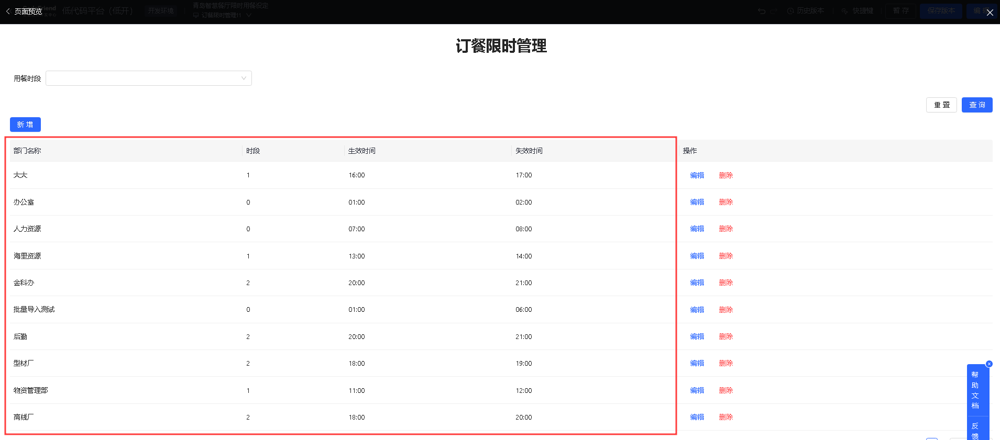 页面预览
低代码平台（低开）
开发环境
青岛智慧餐厅限时用餐设定
订餐限时管理11
历史版本
快捷键
暂 存
保存版本
订餐限时管理
用餐时段
重 置
查 询
新 增
部门名称 时段 生效时间 失效时间 操作
大大 1 16:00 17:00 编辑 删除
办公室 0 01:00 02:00 编辑 删除
人力资源 0 07:00 08:00 编辑 删除
海里资源 1 13:00 14:00 编辑 删除
金科办 2 20:00 21:00 编辑 删除
批量导入测试 0 01:00 06:00 编辑 删除
后勤 2 20:00 21:00 编辑 删除
型材厂 2 18:00 19:00 编辑 删除
物资管理部 1 11:00 12:00 编辑 删除
高线厂 2 18:00 20:00 编辑 删除
帮助文档
反馈